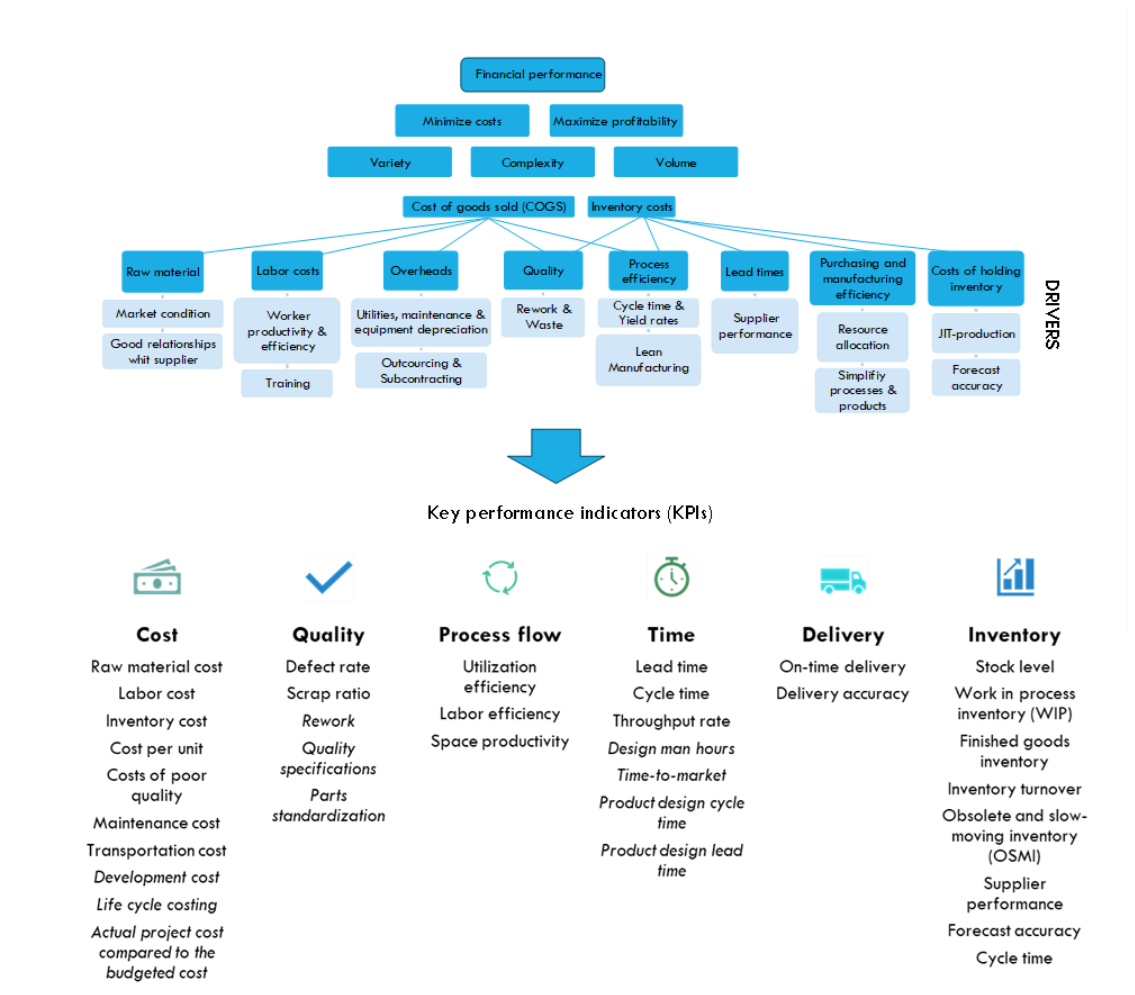 Financial performance
Minimize costs
Maximize profitability
Variety
Complexity
Volume
Cost of goods sold (COGS)
Inventory costs
Raw material
Market condition
Good relationships
whit supplier
Labor costs
Worker
productivity &
efficiency
Training
Overheads
Utilities, maintenance &
equipment depreciation
Outcourcing &
Subcontracting
Quality
Rework &
Waste
Process
efficiency
Cycle time &
Yield rates
Lean
Manufacturing
Lead times
Supplier
performance
Purchasing and
manufacturing
efficiency
Resource
allocation
Simplifiy
processes &
products
Costs of holding
inventory
JIT-production
Forecast
accuracy
DRIVERS
Key performance indicators (KPIs)
Cost
Raw material cost
Labor cost
Inventory cost
Cost per unit
Costs of poor
quality
Maintenance cost
Transportation cost
Development cost
Life cycle costing
Actual project cost
compared to the
budgeted cost
Quality
Defect rate
Scrap ratio
Rework
Quality
specifications
Parts
standardization
Process flow
Utilization
efficiency
Labor efficiency
Space productivity
Time
Lead time
Cycle time
Throughput rate
Design man hours
Time-to-market
Product design cycle
time
Product design lead
time
Delivery
On-time delivery
Delivery accuracy
Inventory
Stock level
Work in process
inventory (WIP)
Finished goods
inventory
Inventory turnover
Obsolete and slow-
moving inventory
(OSMI)
Supplier
performance
Forecast accuracy
Cycle time